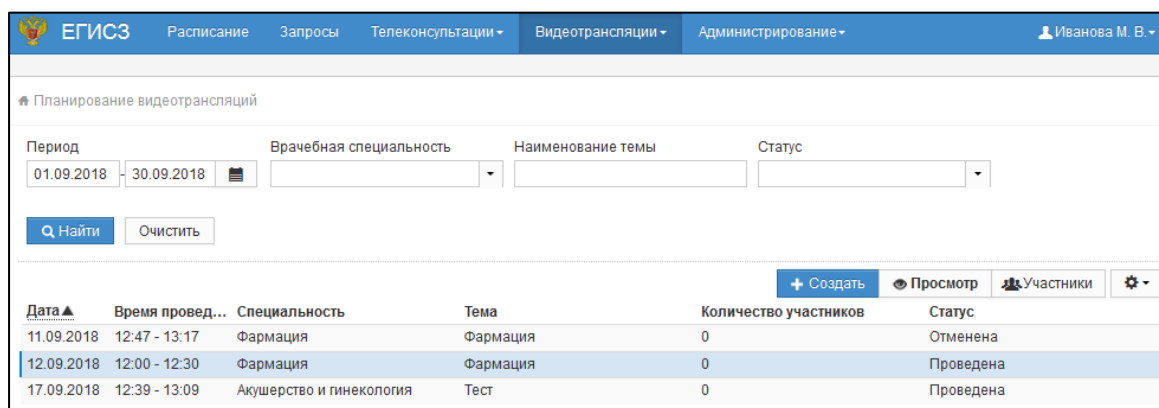 ЕГИСЗ Расписание Запросы Телеконсультации Видеотрансляции Администрирование Иванова М. В.
Планирование видеотрансляций
Период Врачебная специальность Наименование темы Статус
01.09.2018 - 30.09.2018
Найти Очистить
+ Создать Просмотр Участники
Дата▲ Время провед... Специальность Тема Количество участников Статус
11.09.2018 12:47 - 13:17 Фармация Фармация 0 Отменена
12.09.2018 12:00 - 12:30 Фармация Фармация 0 Проведена
17.09.2018 12:39 - 13:09 Акушерство и гинекология Тест 0 Проведена